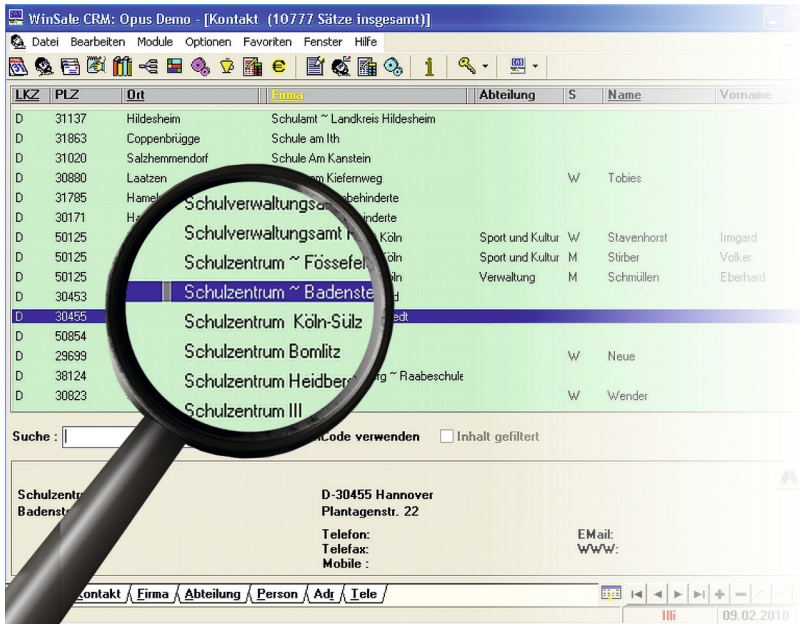 WinSale CRM: Opus Demo - [Kontakt (10777 Sätze insgesamt)]
Datei Bearbeiten Module Optionen Favoriten Fenster Hilfe
LKZ PLZ Ort Firma Abteilung S Name Vorname
D 31137 Hildesheim Schulamt ~ Landkreis Hildesheim
D 31863 Coppenbrügge Schule am Ith
D 31020 Salzhemmendorf Schule Am Kanstein
D 30880 Laatzen Kiefernweg W Tobies
D 31785
D 30171
D 50125 Köln Sport und Kultur W Stavenhorst Irmgard
D 50125 Köln Sport und Kultur M Stirber Volker
D 50125 Verwaltung M Schmüllen Eberhard
D 30453
D 30455
D 50854
D 29699 W Neue
D 38124 ~ Raabeschule
D 30823 W Wender
Schulverwaltungsa
Schulverwaltungsamt
Schulzentrum ~ Fössefel
Schulzentrum ~ Badenste
Schulzentrum Köln-Sülz
Schulzentrum Bomlitz
Schulzentrum Heidber
Schulzentrum III
Suche : Code verwenden Inhalt gefiltert
Schulzentr D-30455 Hannover
Badenst Plantagenstr. 22
Telefon: EMail:
Telefax: WWW:
Mobile :
Kontakt Firma Abteilung Person Adr Tele
Illi 09.02.2010